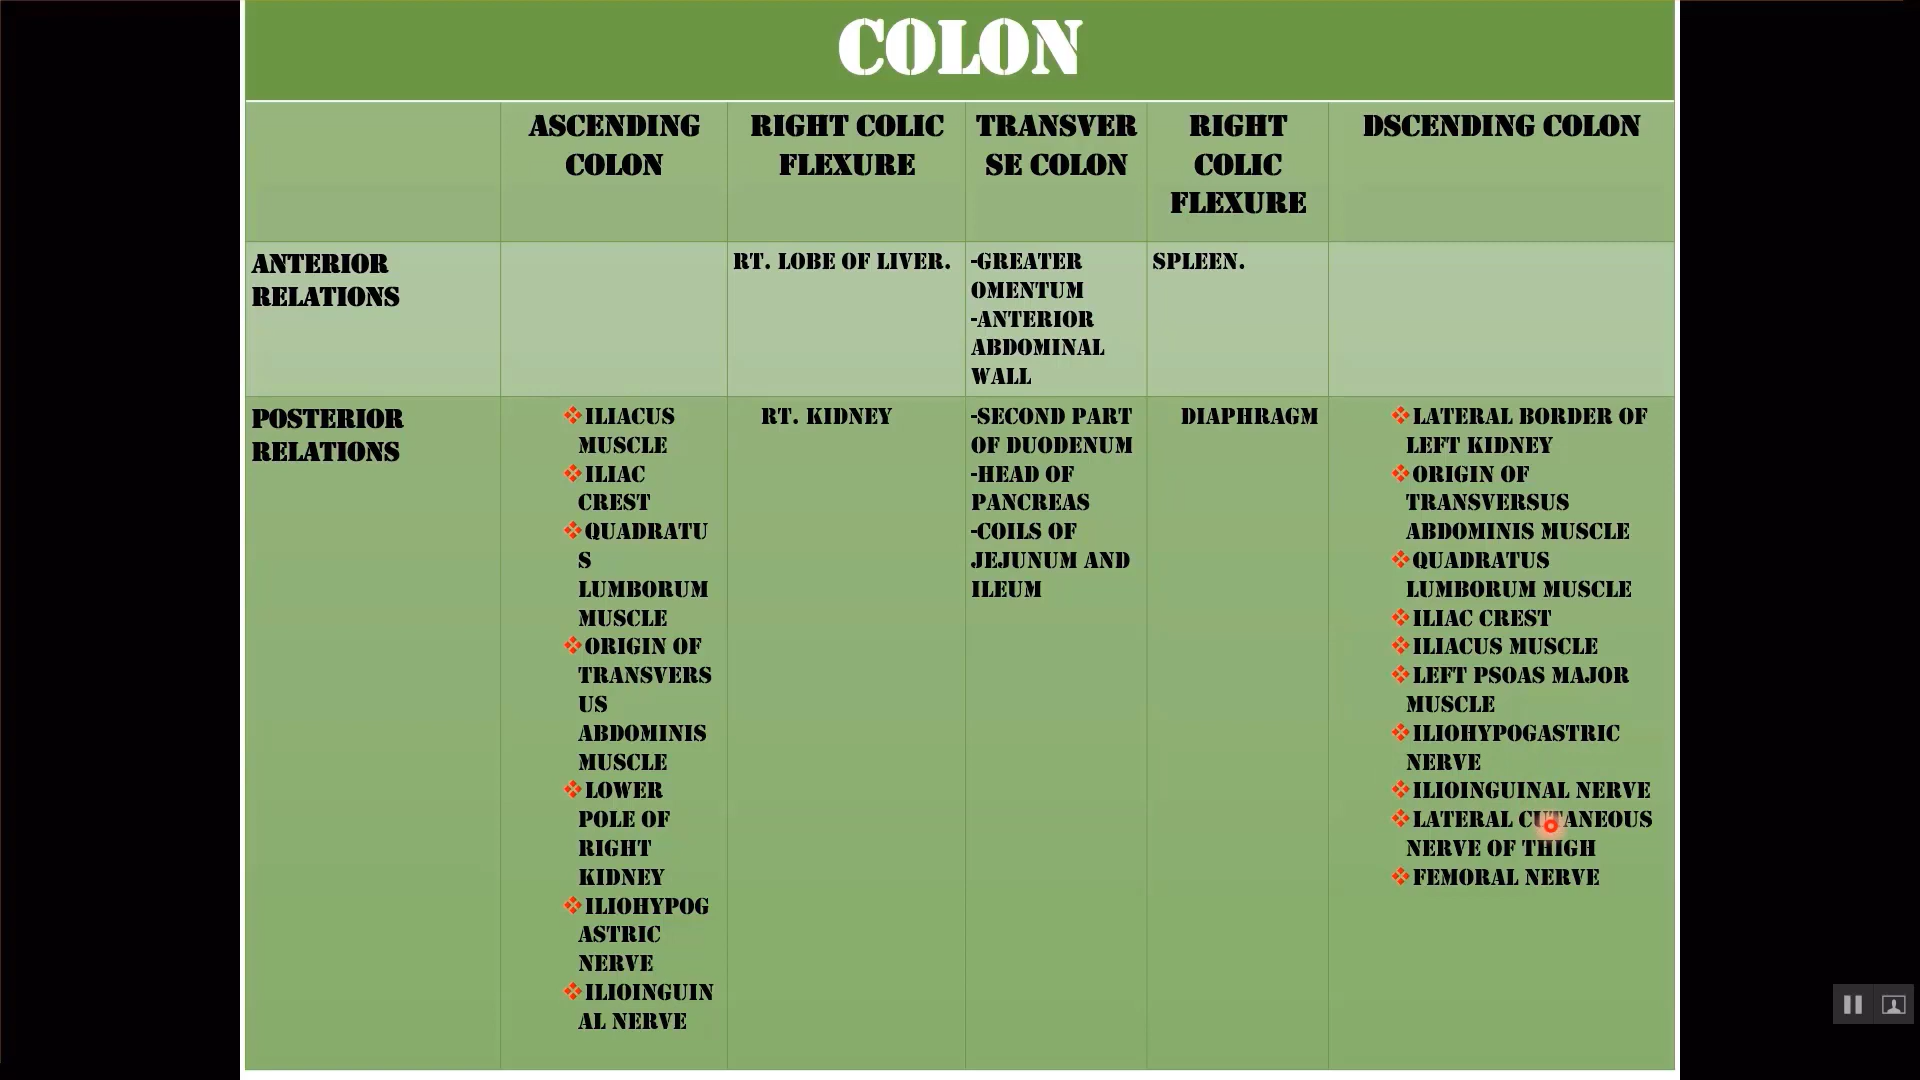 COLON
ASCENDING
COLON
RIGHT COLIC
FLEXURE
TRANSVER
SE COLON
RIGHT
COLIC
FLEXURE
DSCENDING COLON
ANTERIOR
RELATIONS
RT. LOBE OF LIVER.
-GREATER
OMENTUM
-ANTERIOR
ABDOMINAL
WALL
SPLEEN.
POSTERIOR
RELATIONS
❖ILIACUS
MUSCLE
❖ILIAC
CREST
❖QUADRATU
S
LUMBORUM
MUSCLE
❖ORIGIN OF
TRANSVERS
US
ABDOMINIS
MUSCLE
❖LOWER
POLE OF
RIGHT
KIDNEY
❖ILIOHYPOG
ASTRIC
NERVE
❖ILIOINGUIN
AL NERVE
RT. KIDNEY
-SECOND PART
OF DUODENUM
-HEAD OF
PANCREAS
-COILS OF
JEJUNUM AND
ILEUM
DIAPHRAGM
❖LATERAL BORDER OF
LEFT KIDNEY
❖ORIGIN OF
TRANSVERSUS
ABDOMINIS MUSCLE
❖QUADRATUS
LUMBORUM MUSCLE
❖ILIAC CREST
❖ILIACUS MUSCLE
❖LEFT PSOAS MAJOR
MUSCLE
❖ILIOHYPOGASTRIC
NERVE
❖ILIOINGUINAL NERVE
❖LATERAL CUTANEOUS
NERVE OF THIGH
❖FEMORAL NERVE